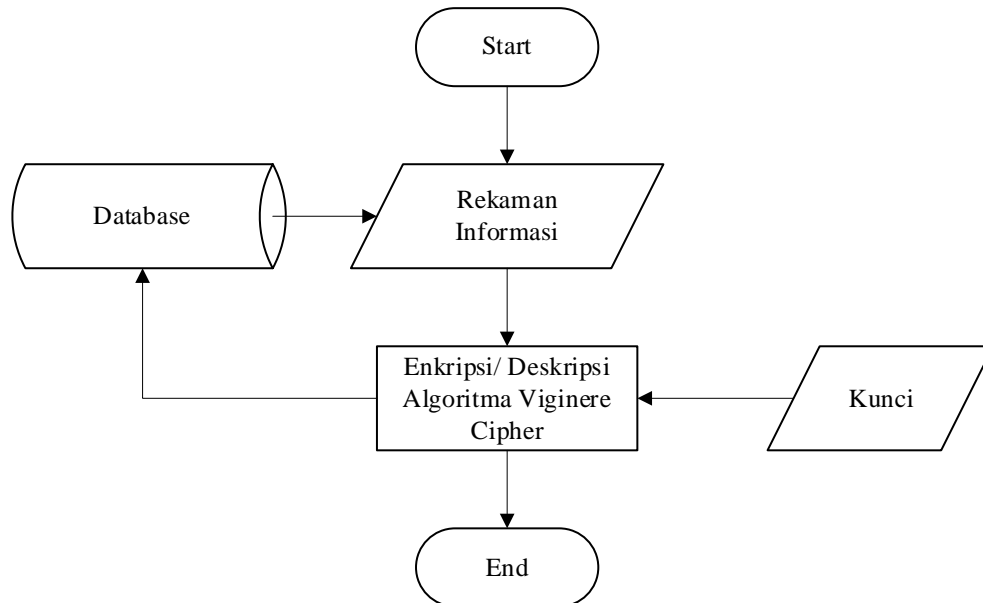 Start
Database
Rekaman
Informasi
Enkripsi/ Deskripsi
Algoritma Viginere
Cipher
Kunci
End